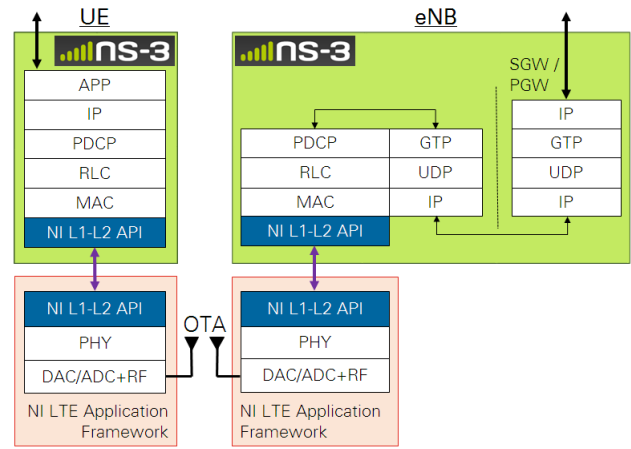 UE
eNB
ns-3
ns-3
SGW /
PGW
APP
IP
PDCP
RLC
MAC
NI L1-L2 API
PDCP
RLC
MAC
NI L1-L2 API
GTP
UDP
IP
IP
GTP
UDP
IP
NI L1-L2 API
PHY
DAC/ADC+RF
NI LTE Application
Framework
OTA
NI L1-L2 API
PHY
DAC/ADC+RF
NI LTE Application
Framework